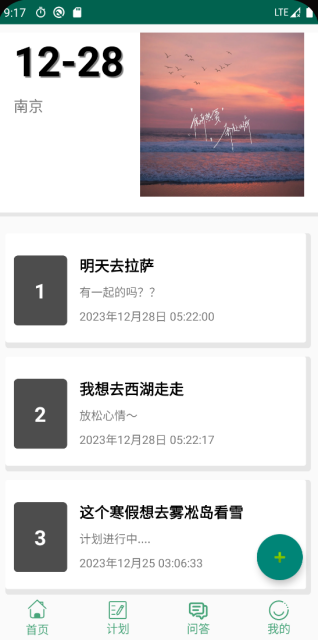 9:17
LTE
12-28
南京
1
明天去拉萨
有一起的吗？？
2023年12月28日 05:22:00
2
我想去西湖走走
放松心情～
2023年12月28日 05:22:17
3
这个寒假想去雾凇岛看雪
计划进行中....
2023年12月25 03:06:33
+
首页
计划
问答
我的